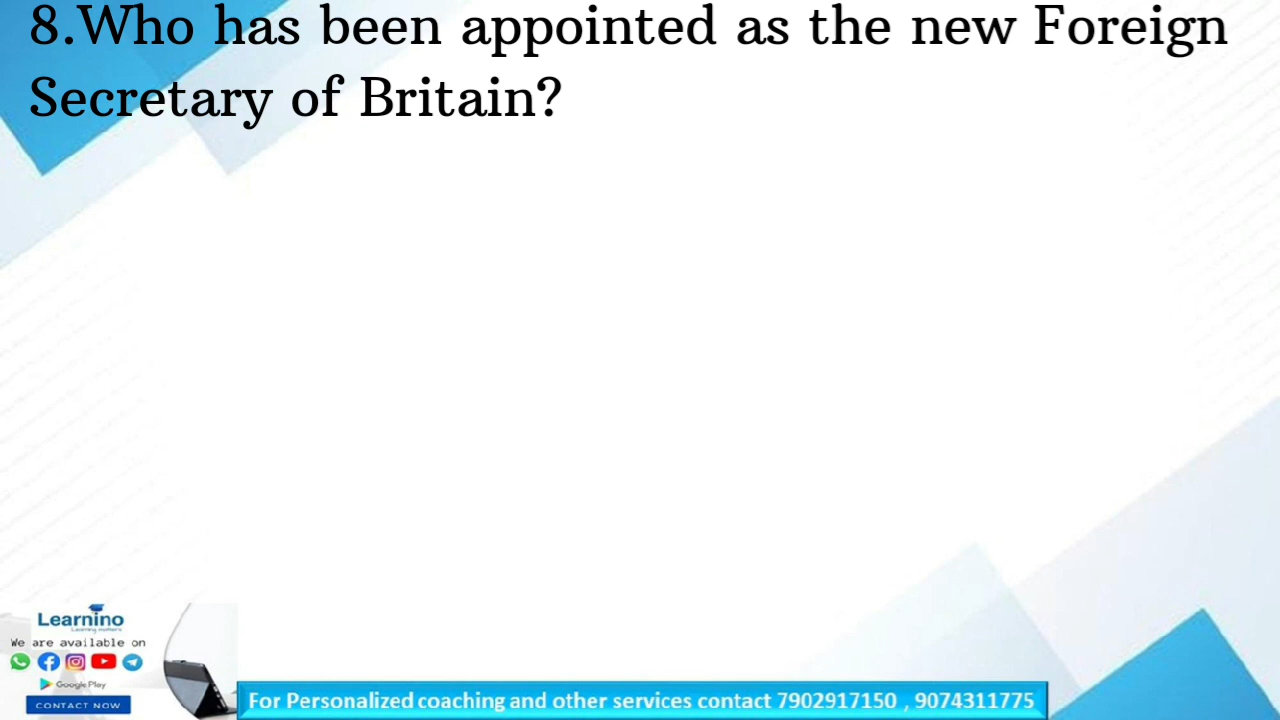 8.Who has been appointed as the new Foreign
Secretary of Britain?
Learnino
We are available on
Google Play
CONTACT NOW
For Personalized coaching and other services contact 7902917150 , 9074311775